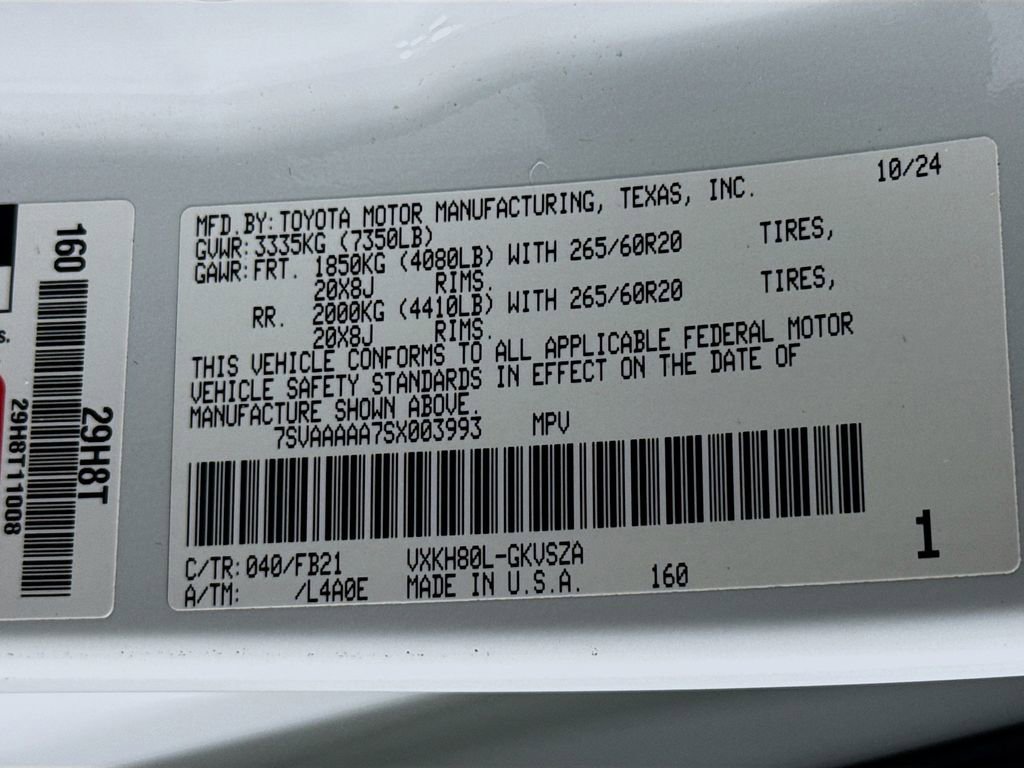 10/24
MFD.BY:TOYOTA MOTOR MANUFACTURING, TEXAS, INC.
GVWR:3335KG (7350LB)
GAWR:FRT. 1850KG (4080LB) WITH 265/60R20 TIRES,
20X8J RIMS.
RR. 2000KG (4410LB) WITH 265/60R20 TIRES,
20X8J RIMS.
THIS VEHICLE CONFORMS TO ALL APPLICABLE FEDERAL MOTOR
VEHICLE SAFETY STANDARDS IN EFFECT ON THE DATE OF
MANUFACTURE SHOWN ABOVE.
7SVAAAAA7SX003993 MPV
1
C/TR:040/FB21 VXKH80L-GKVSZA
A/TM: /L4A0E MADE IN U.S.A. 160
160
29H8T
29H8T11008
s.